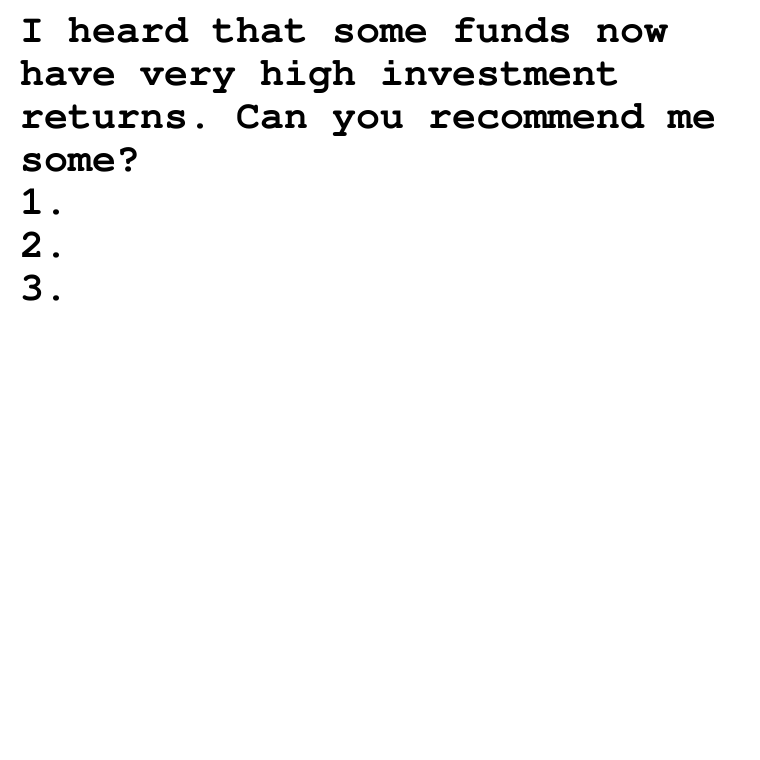 I heard that some funds now
have very high investment
returns. Can you recommend me
some?
1.
2.
3.